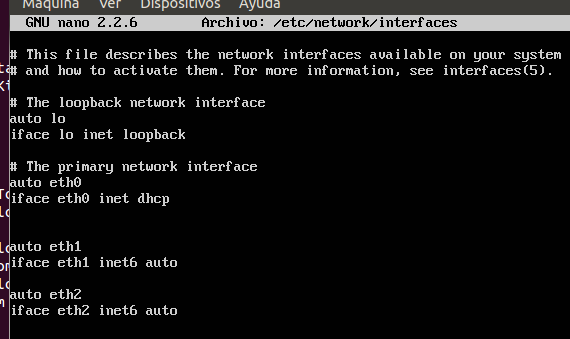 Máquina Ver Dispositivos Ayuda
GNU nano 2.2.6 Archivo: /etc/network/interfaces
# This file describes the network interfaces available on your system
# and how to activate them. For more information, see interfaces(5).
# The loopback network interface
auto lo
iface lo inet loopback
# The primary network interface
auto eth0
iface eth0 inet dhcp
auto eth1
iface eth1 inet6 auto
auto eth2
iface eth2 inet6 auto